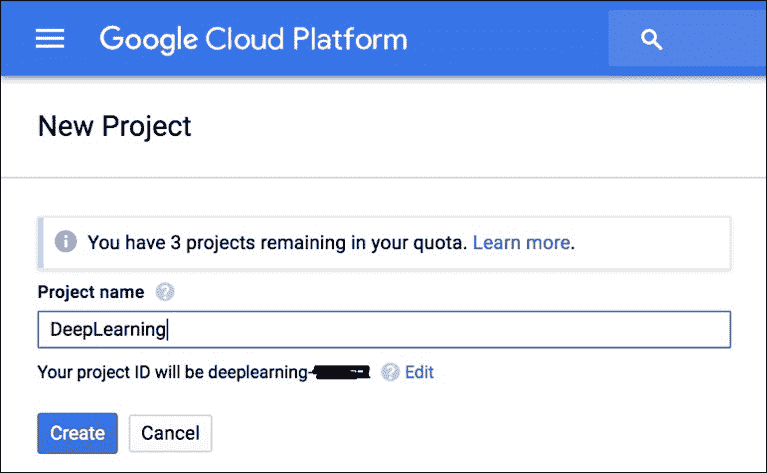 Google Cloud Platform
New Project
You have 3 projects remaining in your quota. Learn more.
Project name
DeepLearning
Your project ID will be deeplearning- Edit
Create Cancel